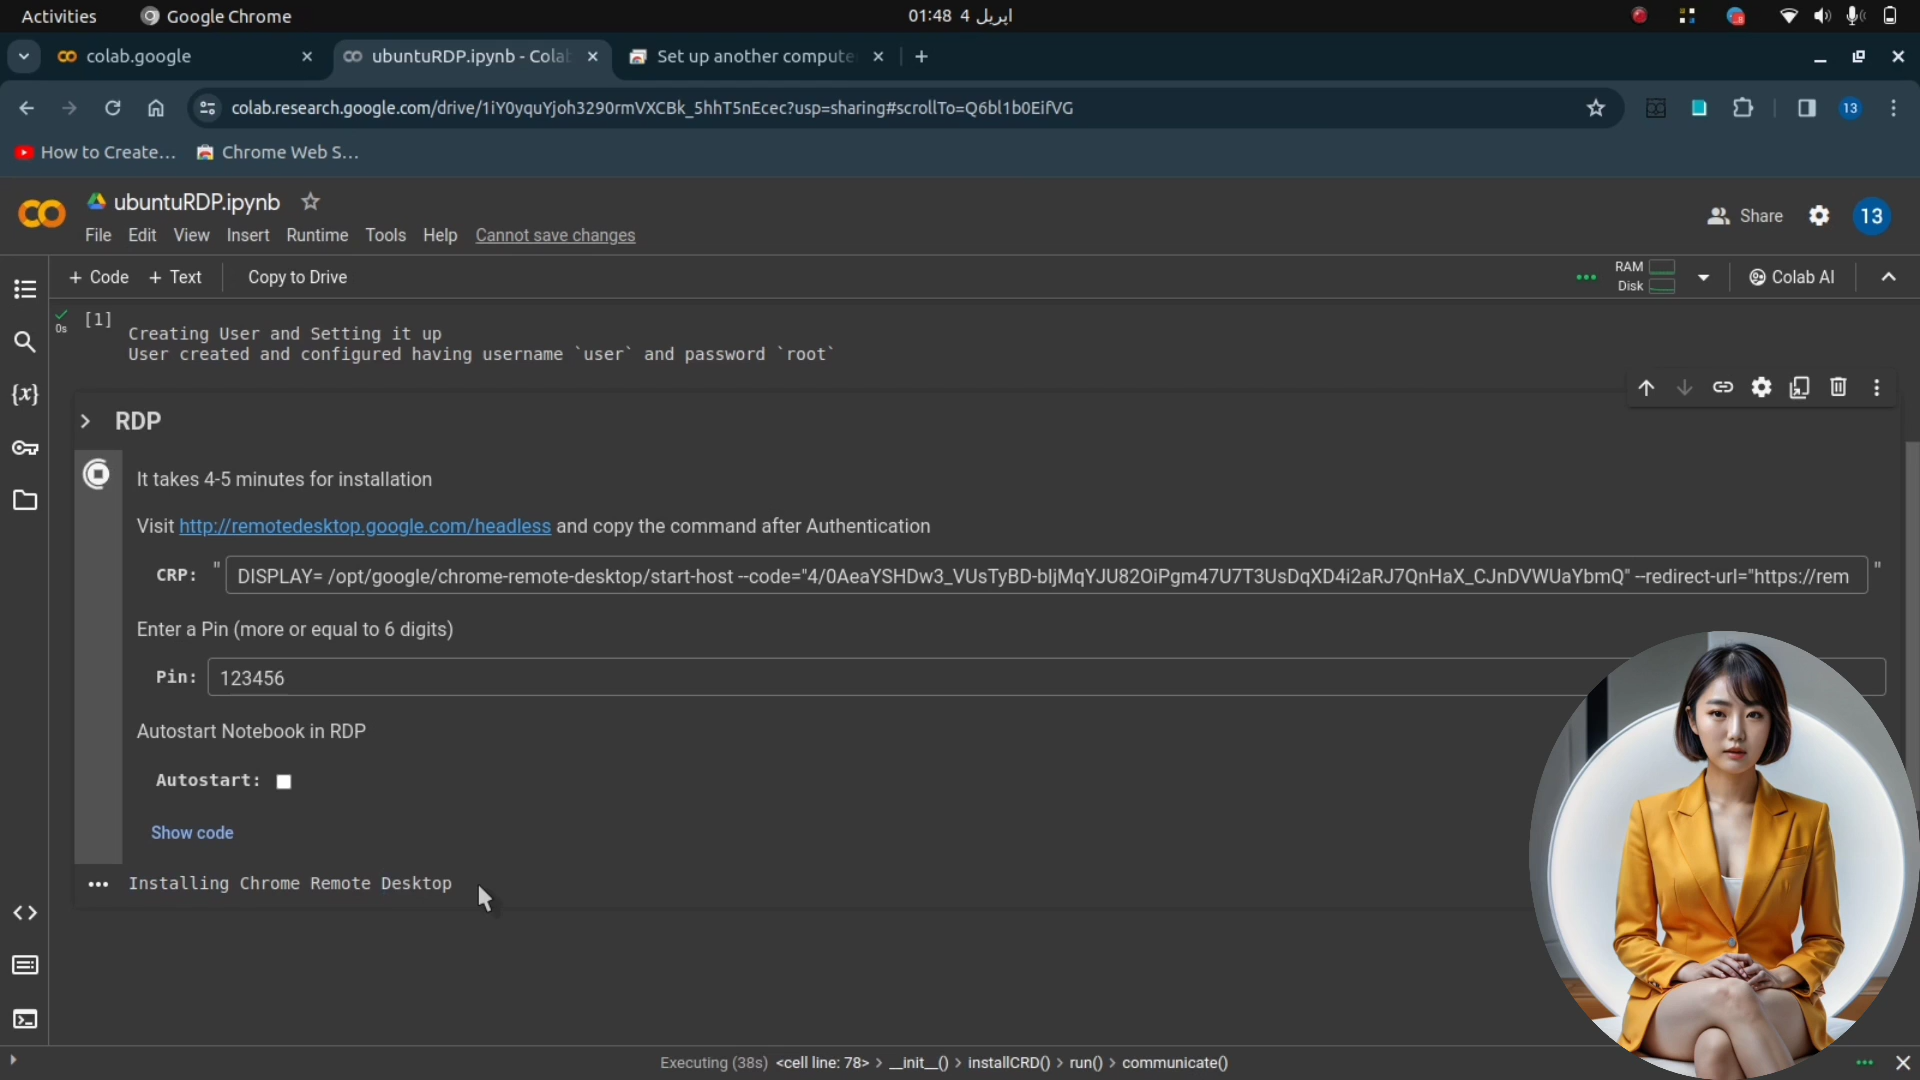 Activities
Google Chrome
01:48 4 اپریل
colab.google
ubuntuRDP.ipynb - Cola
Set up another compute
colab.research.google.com/drive/1iY0yquYjoh3290rmVXCBk_5hhT5nEcec?usp=sharing#scrollTo=Q6bl1b0EifVG
13
How to Create...
Chrome Web S...
ubuntuRDP.ipynb
Share
13
File Edit View Insert Runtime Tools Help Cannot save changes
+ Code + Text Copy to Drive
RAM
Disk
Colab AI
0s
[1]
Creating User and Setting it up
User created and configured having username `user` and password `root`
RDP
It takes 4-5 minutes for installation
Visit http://remotedesktop.google.com/headless and copy the command after Authentication
CRP: " DISPLAY= /opt/google/chrome-remote-desktop/start-host --code="4/0AeaYSHDw3_VUsTyBD-bljMqYJU82OiPgm47U7T3UsDqXD4i2aRJ7QnHaX_CJnDVWUaYbmQ" --redirect-url="https://rem "
Enter a Pin (more or equal to 6 digits)
Pin: 123456
Autostart Notebook in RDP
Autostart:
Show code
Installing Chrome Remote Desktop
Executing (38s) <cell line: 78> > __init__() > installCRD() > run() > communicate()